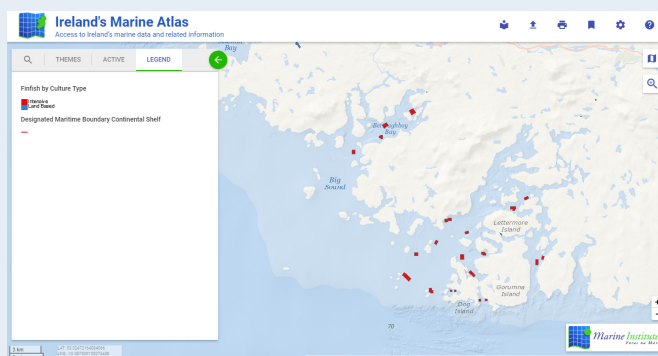 Ireland's Marine Atlas
Access to Ireland's marine data and related information
THEMES
ACTIVE
LEGEND
Finfish by Culture Type
Intensive
Land Based
Designated Maritime Boundary Continental Shelf
Bay
Bay
Big
Sound
Lettermore
Island
Gorumna
Island
Dog
Island
70
3 km
Marine Institute